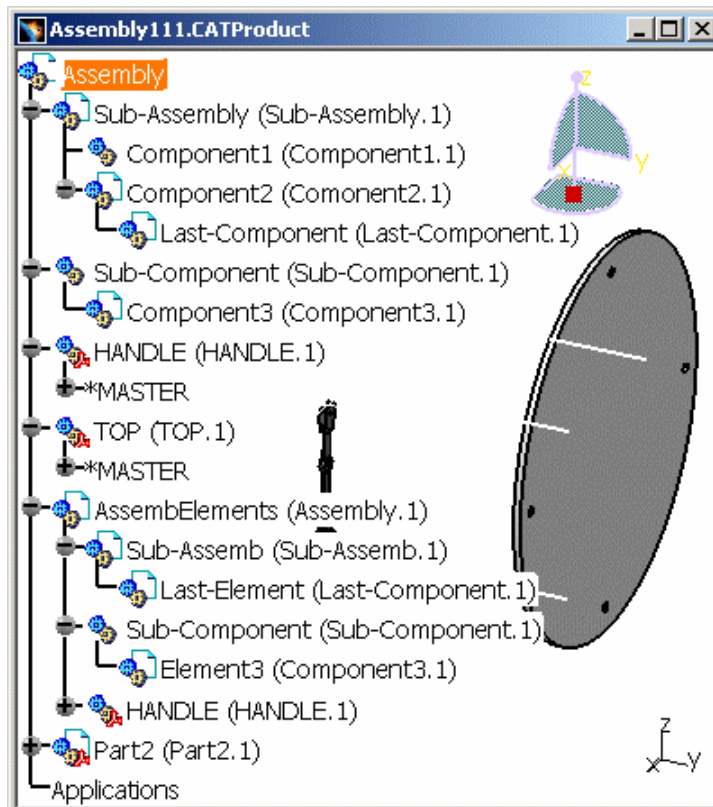 Assembly111.CATProduct
Assembly
Sub-Assembly (Sub-Assembly.1)
Component1 (Component1.1)
Component2 (Comonent2.1)
Last-Component (Last-Component.1)
Sub-Component (Sub-Component.1)
Component3 (Component3.1)
HANDLE (HANDLE.1)
*MASTER
TOP (TOP.1)
*MASTER
AssembElements (Assembly.1)
Sub-Assemb (Sub-Assemb.1)
Last-Element (Last-Component.1)
Sub-Component (Sub-Component.1)
Element3 (Component3.1)
HANDLE (HANDLE.1)
Part2 (Part2.1)
Applications
z
y
x
z
x y